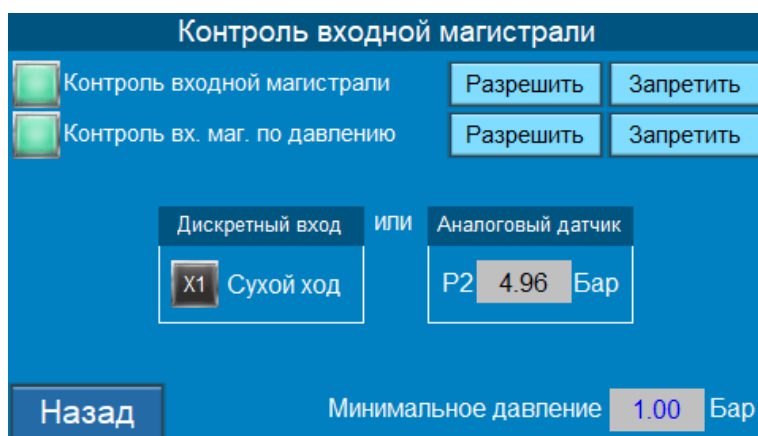 Контроль входной магистрали
Контроль входной магистрали Разрешить Запретить
Контроль вх. маг. по давлению Разрешить Запретить
Дискретный вход или Аналоговый датчик
X1 Сухой ход P2 4.96 Бар
Назад Минимальное давление 1.00 Бар